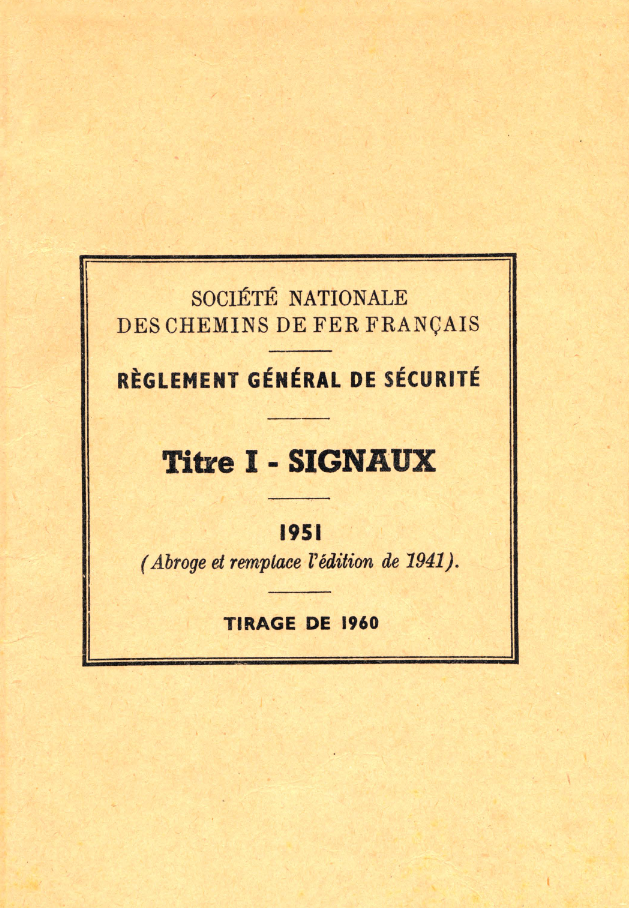 SOCIÉTÉ NATIONALE
DES CHEMINS DE FER FRANÇAIS
RÈGLEMENT GÉNÉRAL DE SÉCURITÉ
Titre I - SIGNAUX
1951
(Abroge et remplace l'édition de 1941).
TIRAGE DE 1960